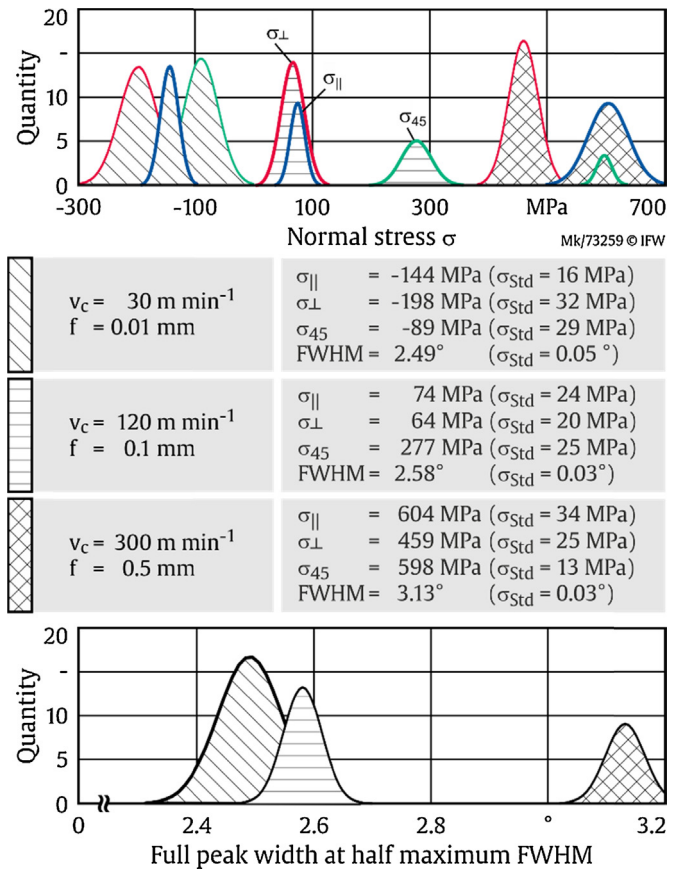 20
Quantity
–
10
5
0
σ⊥
σ||
σ45
-300 -100 100 300 MPa 700
Normal stress σ
Mk/73259 © IFW
vc = 30 m min-1
f = 0.01 mm
σ|| = -144 MPa (σStd = 16 MPa)
σ⊥ = -198 MPa (σStd = 32 MPa)
σ45 = -89 MPa (σStd = 29 MPa)
FWHM = 2.49° (σStd = 0.05 °)
vc = 120 m min-1
f = 0.1 mm
σ|| = 74 MPa (σStd = 24 MPa)
σ⊥ = 64 MPa (σStd = 20 MPa)
σ45 = 277 MPa (σStd = 25 MPa)
FWHM = 2.58° (σStd = 0.03°)
vc = 300 m min-1
f = 0.5 mm
σ|| = 604 MPa (σStd = 34 MPa)
σ⊥ = 459 MPa (σStd = 25 MPa)
σ45 = 598 MPa (σStd = 13 MPa)
FWHM = 3.13° (σStd = 0.03°)
20
Quantity
–
10
5
0
0 2.4 2.6 2.8 ° 3.2
Full peak width at half maximum FWHM